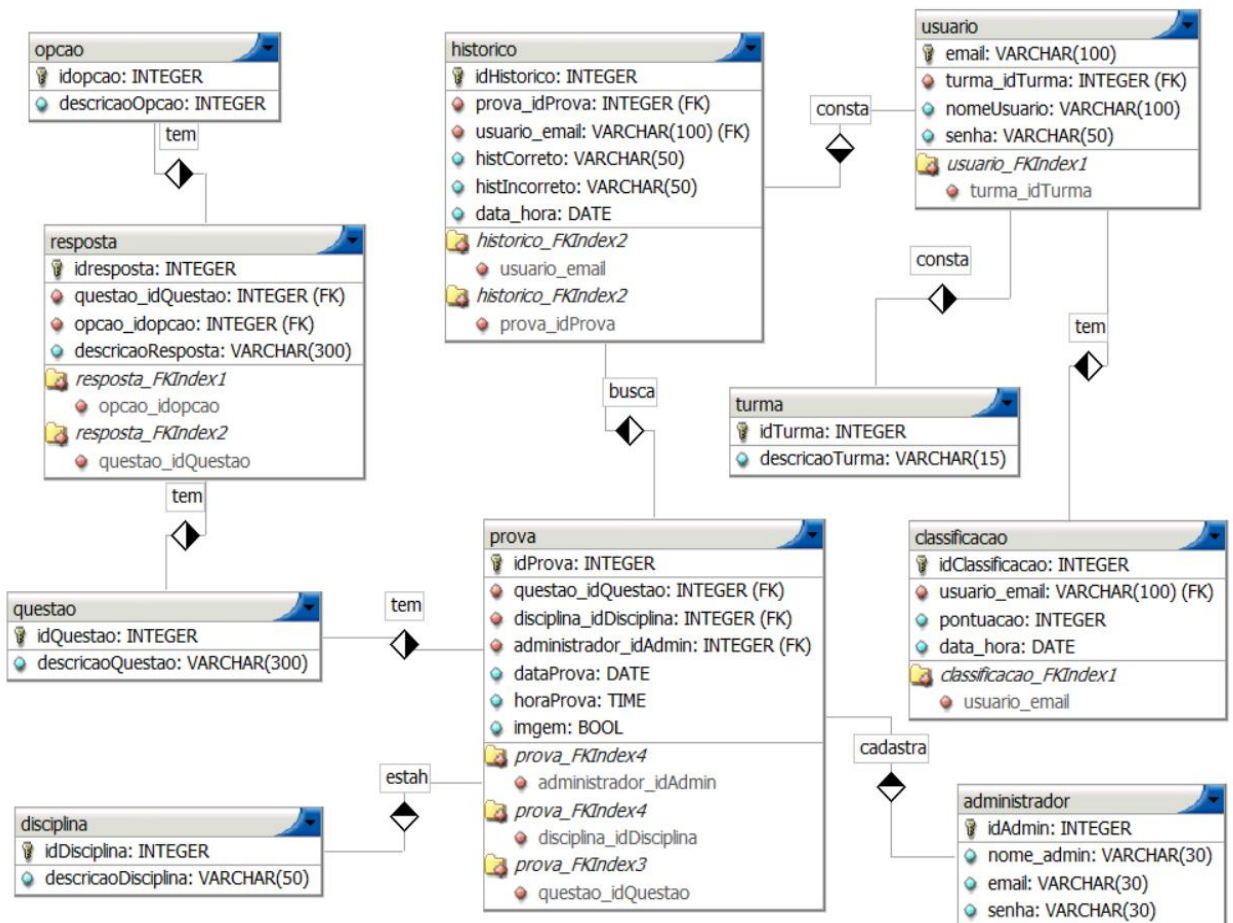 opcao
idopcao: INTEGER
descricaoOpcao: INTEGER
tem
resposta
idresposta: INTEGER
questao_idQuestao: INTEGER (FK)
opcao_idopcao: INTEGER (FK)
descricaoResposta: VARCHAR(300)
resposta_FKIndex1
opcao_idopcao
resposta_FKIndex2
questao_idQuestao
tem
questao
idQuestao: INTEGER
descricaoQuestao: VARCHAR(300)
tem
disciplina
idDisciplina: INTEGER
descricaoDisciplina: VARCHAR(50)
estah
historico
idHistorico: INTEGER
prova_idProva: INTEGER (FK)
usuario_email: VARCHAR(100) (FK)
histCorreto: VARCHAR(50)
histIncorreto: VARCHAR(50)
data_hora: DATE
historico_FKIndex2
usuario_email
historico_FKIndex2
prova_idProva
busca
prova
idProva: INTEGER
questao_idQuestao: INTEGER (FK)
disciplina_idDisciplina: INTEGER (FK)
administrador_idAdmin: INTEGER (FK)
dataProva: DATE
horaProva: TIME
imgem: BOOL
prova_FKIndex4
administrador_idAdmin
prova_FKIndex4
disciplina_idDisciplina
prova_FKIndex3
questao_idQuestao
consta
usuario
email: VARCHAR(100)
turma_idTurma: INTEGER (FK)
nomeUsuario: VARCHAR(100)
senha: VARCHAR(50)
usuario_FKIndex1
turma_idTurma
consta
tem
turma
idTurma: INTEGER
descricaoTurma: VARCHAR(15)
classificacao
idClassificacao: INTEGER
usuario_email: VARCHAR(100) (FK)
pontuacao: INTEGER
data_hora: DATE
classificacao_FKIndex1
usuario_email
cadastra
administrador
idAdmin: INTEGER
nome_admin: VARCHAR(30)
email: VARCHAR(30)
senha: VARCHAR(30)